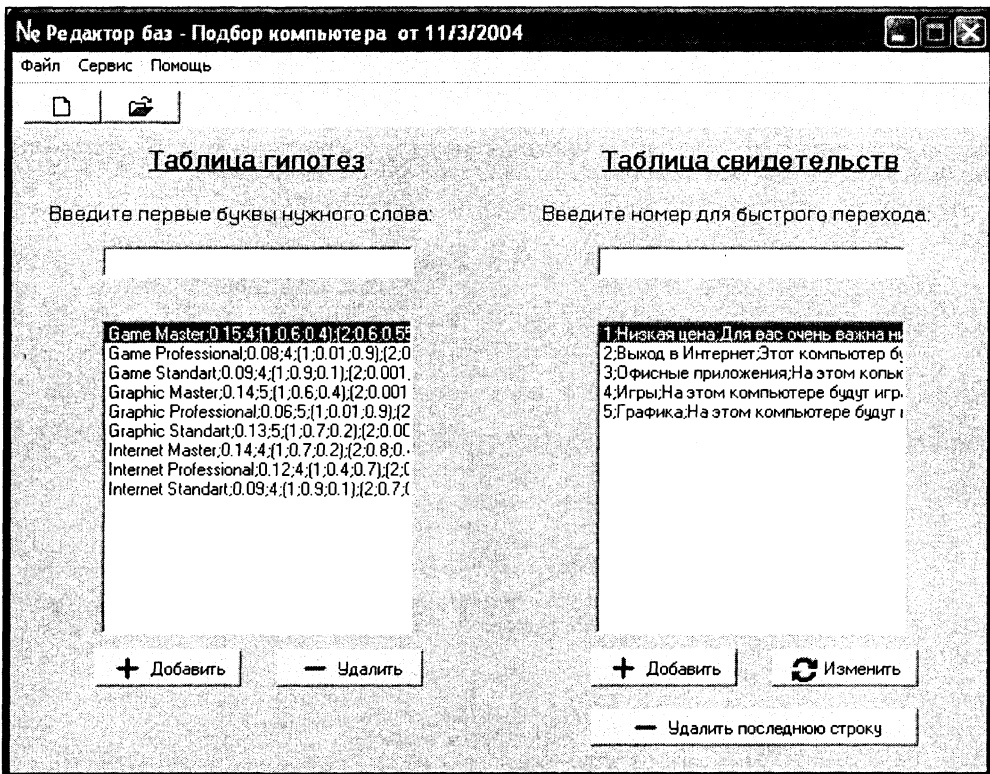 № Редактор баз - Подбор компьютера от 11/3/2004
Файл Сервис Помощь
Таблица гипотез
Введите первые буквы нужного слова:
Game Master;0.15;4;(1;0.6;0.4);(2;0.6;0.55
Game Professional;0.08;4;(1;0.01;0.9);(2;0
Game Standart;0.09;4;(1;0.9;0.1);(2;0.001
Graphic Master;0.14;5;(1;0.6;0.4);(2;0.001
Graphic Professional;0.06;5;(1;0.01;0.9);(2
Graphic Standart;0.13;5;(1;0.7;0.2);(2;0.00
Internet Master;0.14;4;(1;0.7;0.2);(2;0.8;0.
Internet Professional;0.12;4;(1;0.4;0.7);(2;
Internet Standart;0.09;4;(1;0.9;0.1);(2;0.7;
Добавить
Удалить
Таблица свидетельств
Введите номер для быстрого перехода:
1;Низкая цена;Для вас очень важна ни
2;Выход в Интернет;Этот компьютер б
3;Офисные приложения;На этом копью
4;Игры;На этом компьютере будут игр
5;Графика;На этом компьютере будут
Добавить
Изменить
Удалить последнюю строку